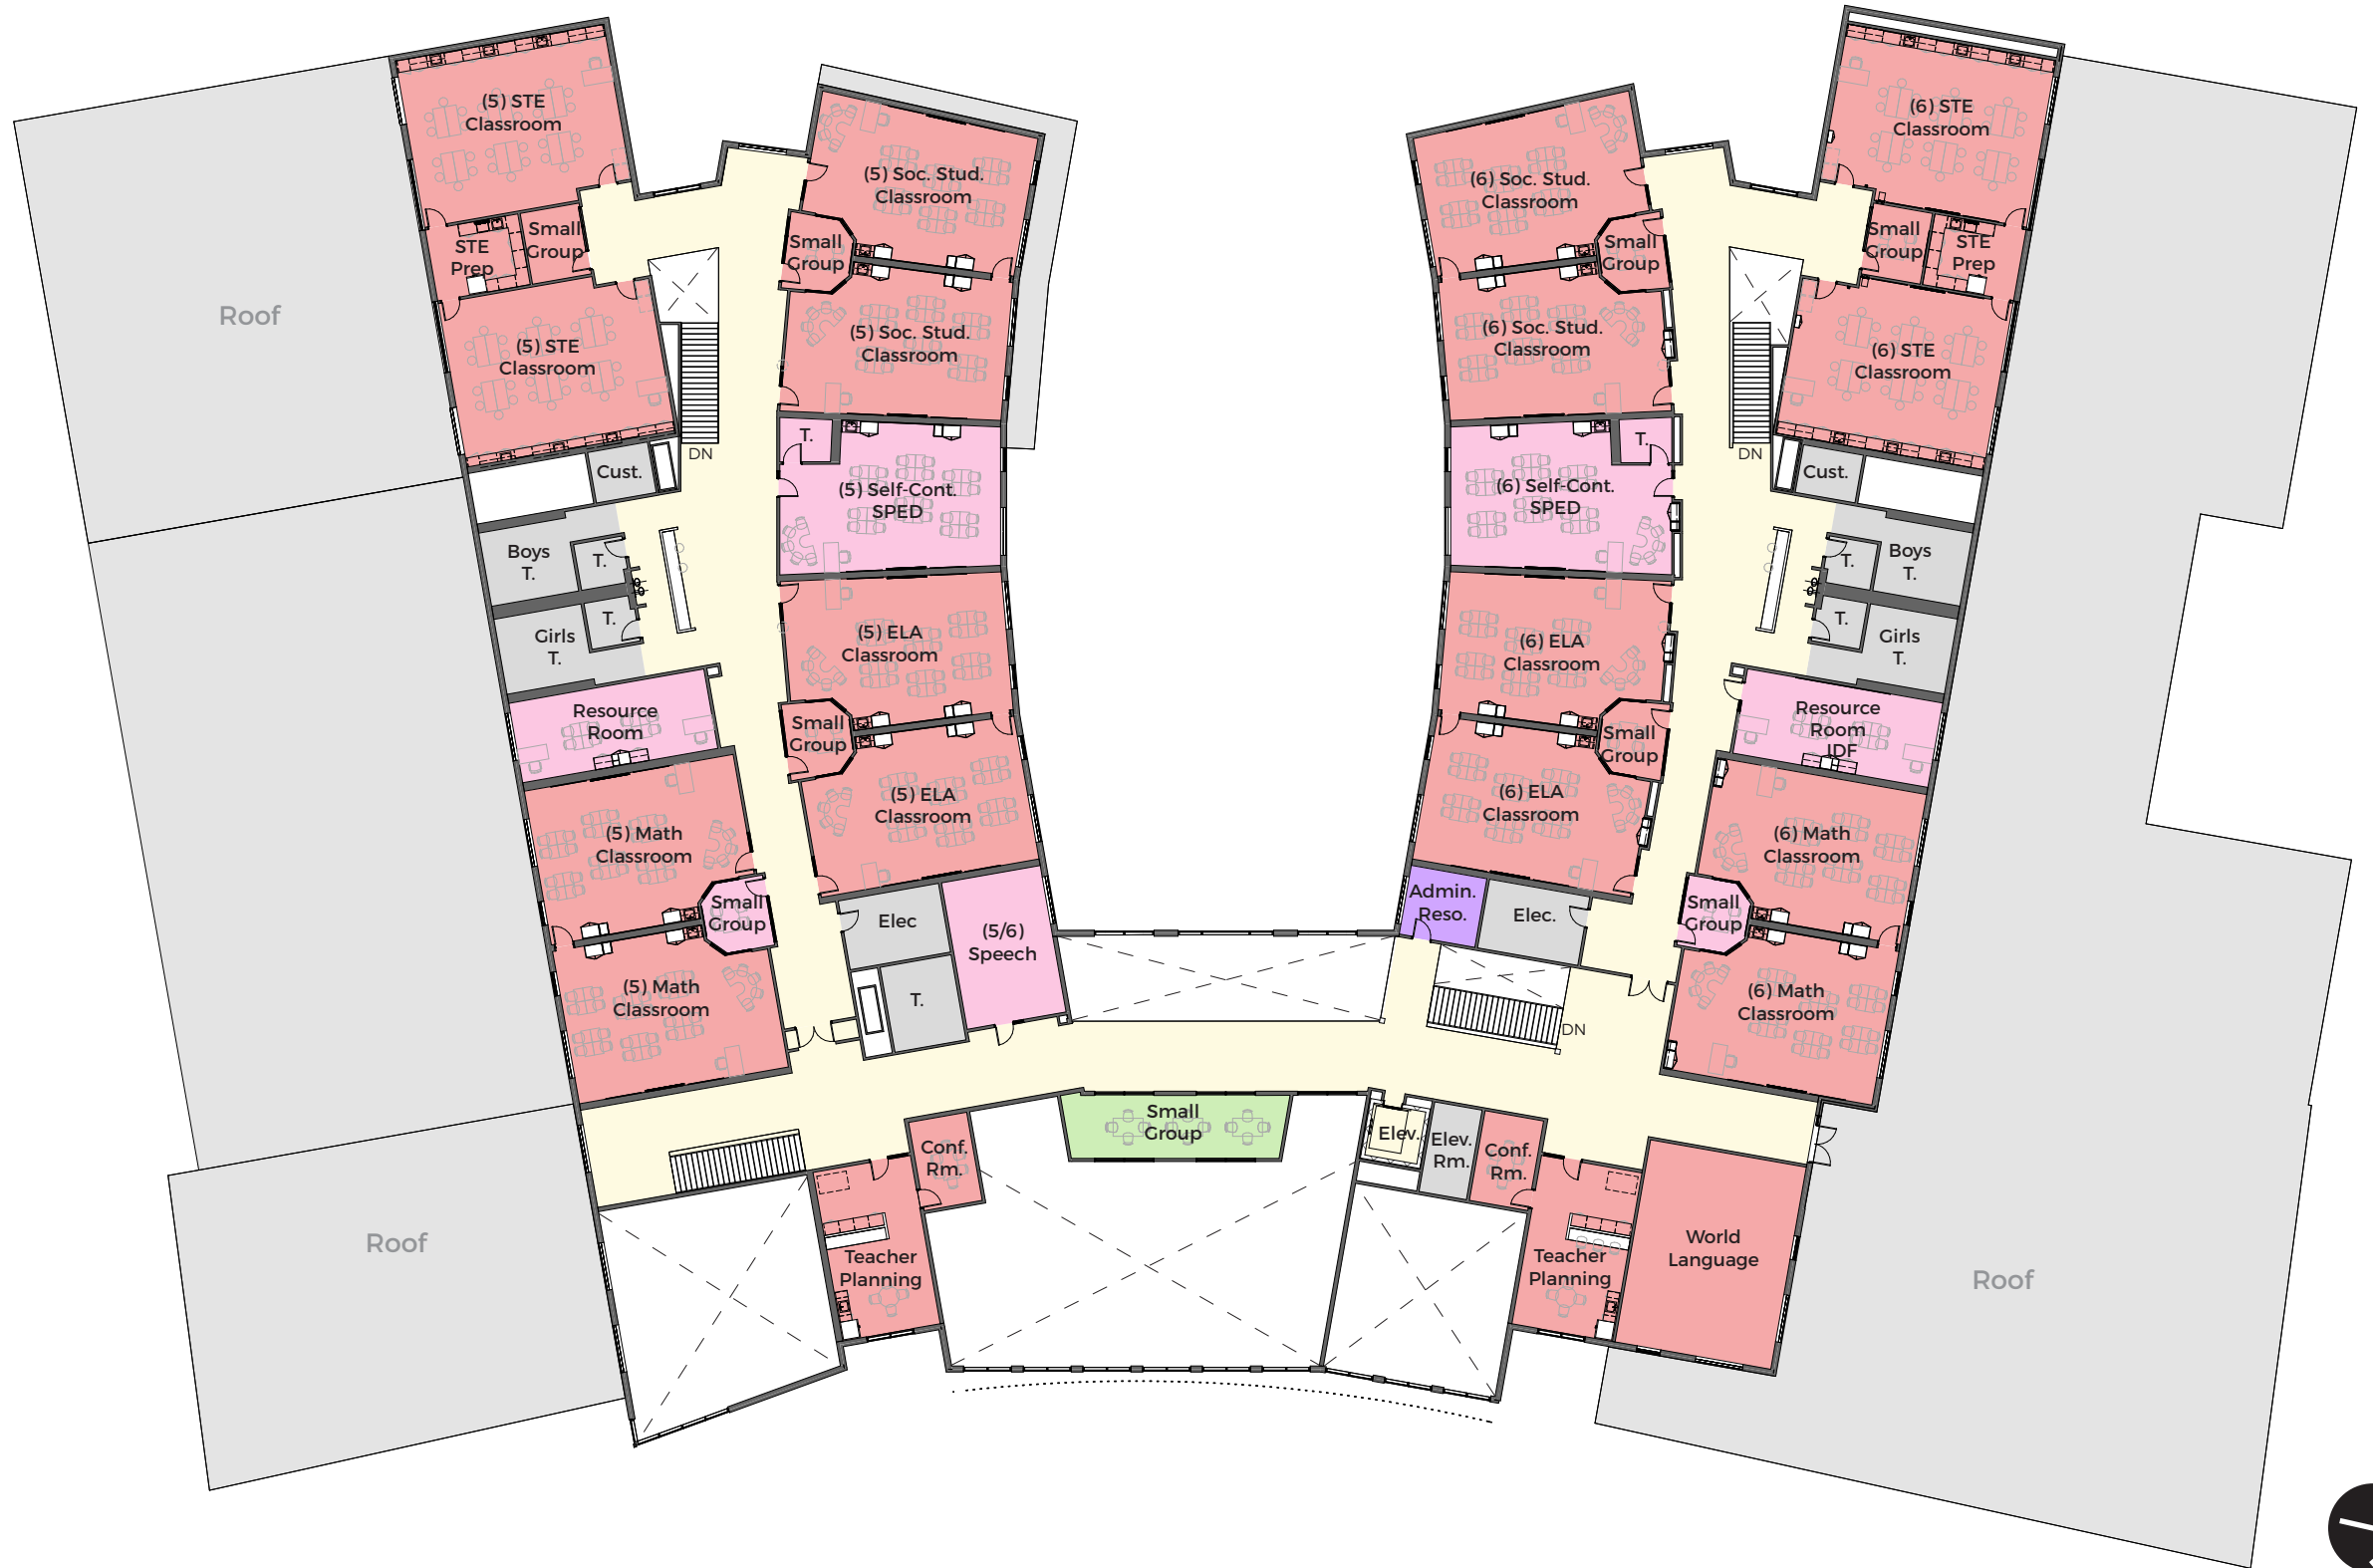 (5) STE
Classroom
STE
Prep
Small
Group
(5) STE
Classroom
Roof
Cust.
DN
Boys
T.
T.
Girls
T.
T.
Resource
Room
(5) Math
Classroom
Small
Group
(5) Math
Classroom
(5) Soc. Stud.
Classroom
Small
Group
(5) Soc. Stud.
Classroom
T.
(5) Self-Cont.
SPED
(5) ELA
Classroom
Small
Group
(5) ELA
Classroom
Elec
(5/6)
Speech
T.
(6) Soc. Stud.
Classroom
Small
Group
(6) Soc. Stud.
Classroom
T.
(6) Self-Cont.
SPED
(6) ELA
Classroom
Small
Group
(6) ELA
Classroom
Admin.
Reso.
Elec.
DN
(6) STE
Classroom
Small
Group
STE
Prep
(6) STE
Classroom
DN
Cust.
T.
Boys
T.
T.
Girls
T.
Resource
Room
IDF
(6) Math
Classroom
Small
Group
(6) Math
Classroom
Roof
Conf.
Rm.
Teacher
Planning
Small
Group
Elev.
Elev.
Rm.
Conf.
Rm.
Teacher
Planning
World
Language
Roof